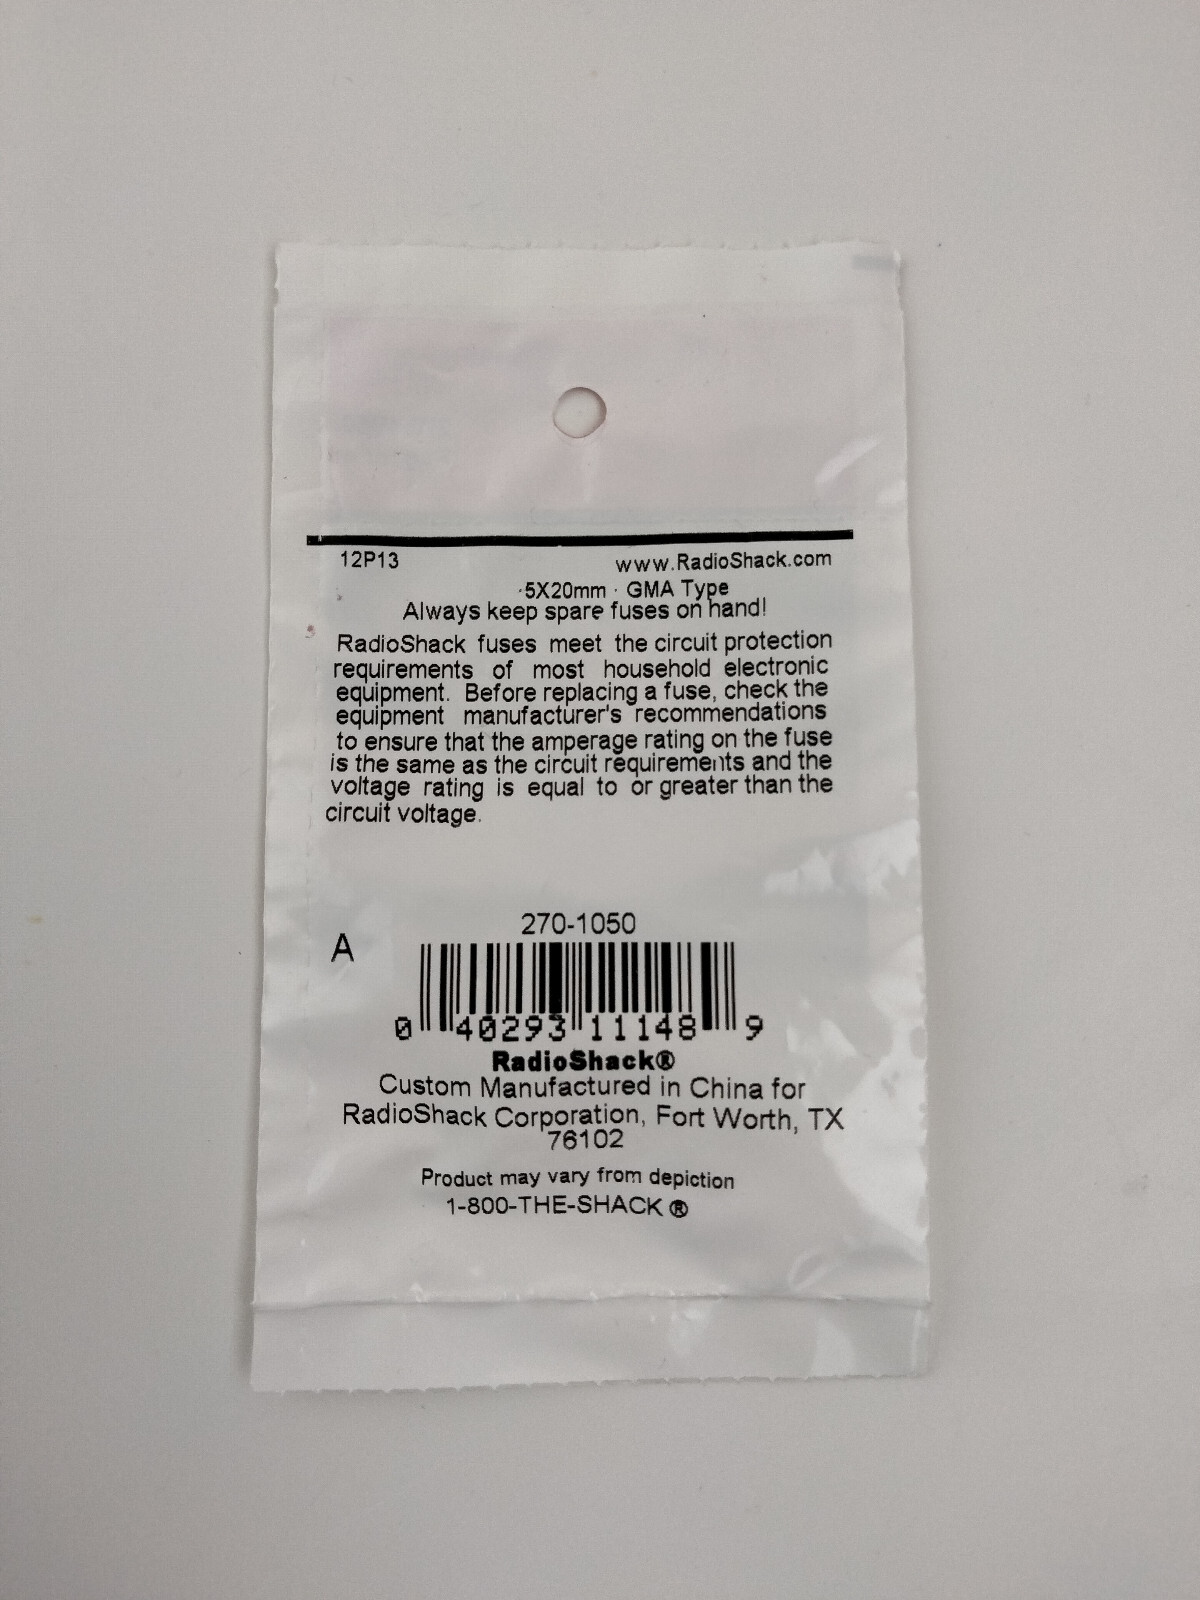 12P13 www.RadioShack.com
·5X20mm · GMA Type
Always keep spare fuses on hand!
RadioShack fuses meet the circuit protection
requirements of most household electronic
equipment. Before replacing a fuse, check the
equipment manufacturer's recommendations
to ensure that the amperage rating on the fuse
is the same as the circuit requirements and the
voltage rating is equal to or greater than the
circuit voltage.
270-1050
A
0 40293 11148 9
RadioShack®
Custom Manufactured in China for
RadioShack Corporation, Fort Worth, TX
76102
Product may vary from depiction
1-800-THE-SHACK ®